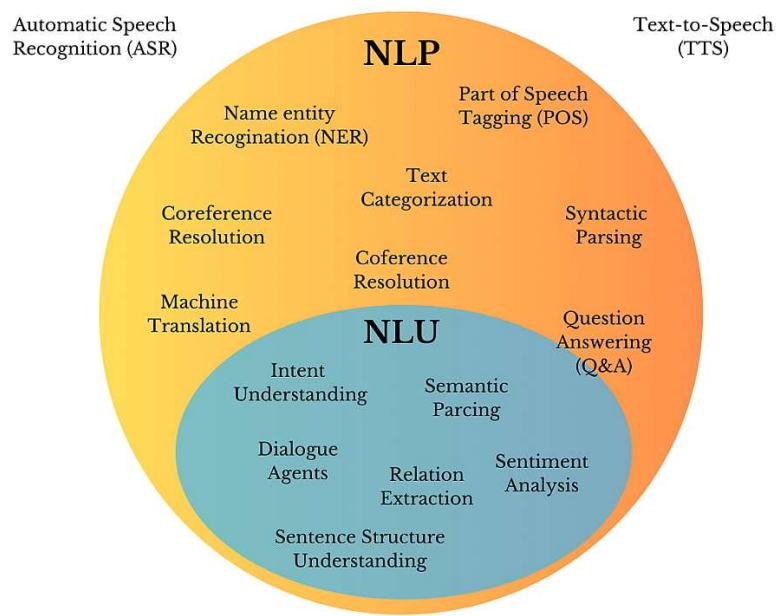 Automatic Speech
Recognition (ASR)
Text-to-Speech
(TTS)
NLP
Name entity
Recogination (NER)
Part of Speech
Tagging (POS)
Text
Categorization
Coreference
Resolution
Syntactic
Parsing
Coference
Resolution
Machine
Translation
Question
Answering
(Q&A)
NLU
Intent
Understanding
Semantic
Parcing
Dialogue
Agents
Relation
Extraction
Sentiment
Analysis
Sentence Structure
Understanding